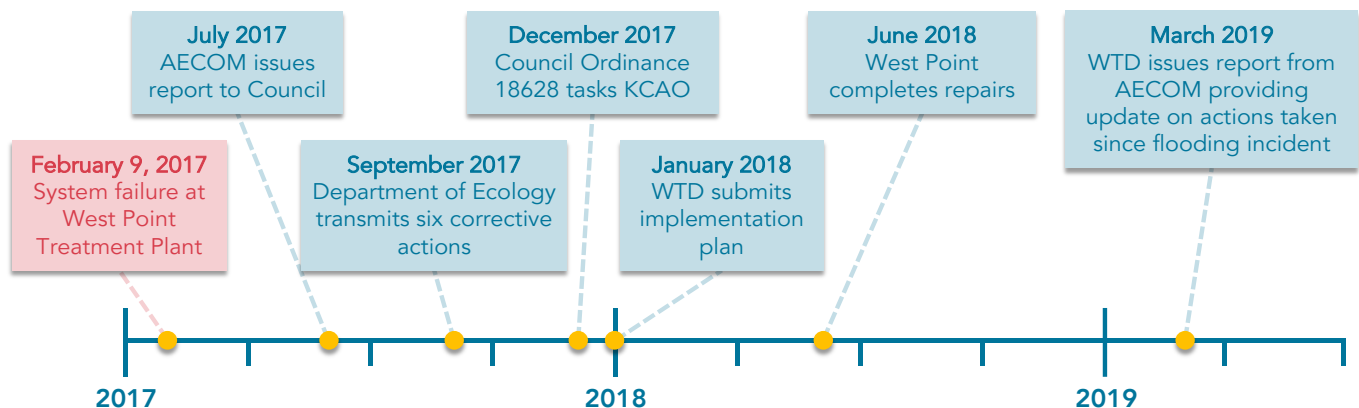 July 2017
AECOM issues
report to Council
December 2017
Council Ordinance
18628 tasks KCAO
June 2018
West Point
completes repairs
March 2019
WTD issues report from
AECOM providing
update on actions taken
since flooding incident
February 9, 2017
System failure at
West Point
Treatment Plant
September 2017
Department of Ecology
transmits six corrective
actions
January 2018
WTD submits
implementation
plan
2017
2018
2019